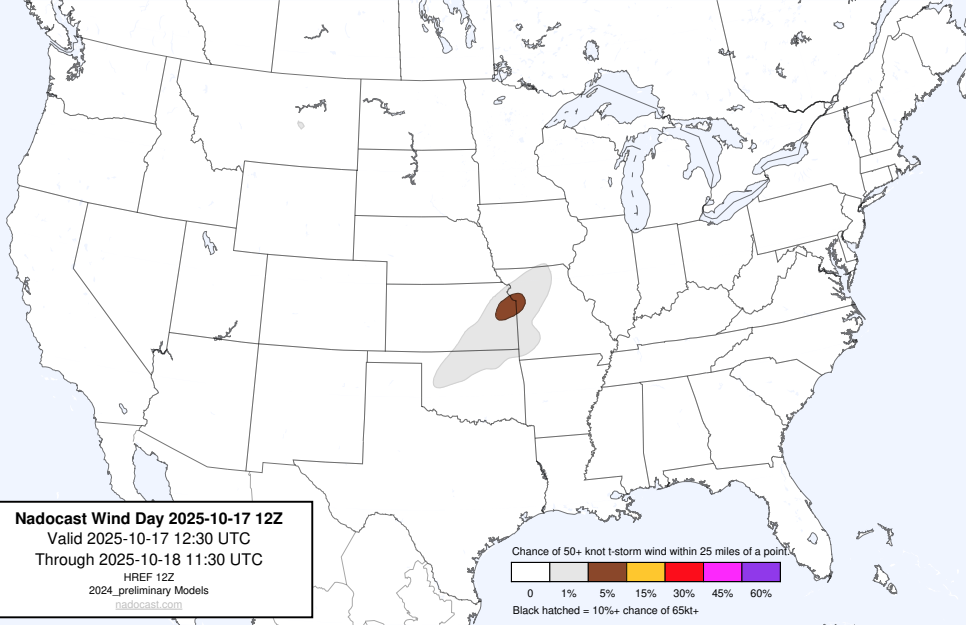 Nadocast Wind Day 2025-10-17 12Z
Valid 2025-10-17 12:30 UTC
Through 2025-10-18 11:30 UTC
HREF 12Z
2024_preliminary Models
nadocast.com
Chance of 50+ knot t-storm wind within 25 miles of a point.
0 1% 5% 15% 30% 45% 60%
Black hatched = 10%+ chance of 65kt+